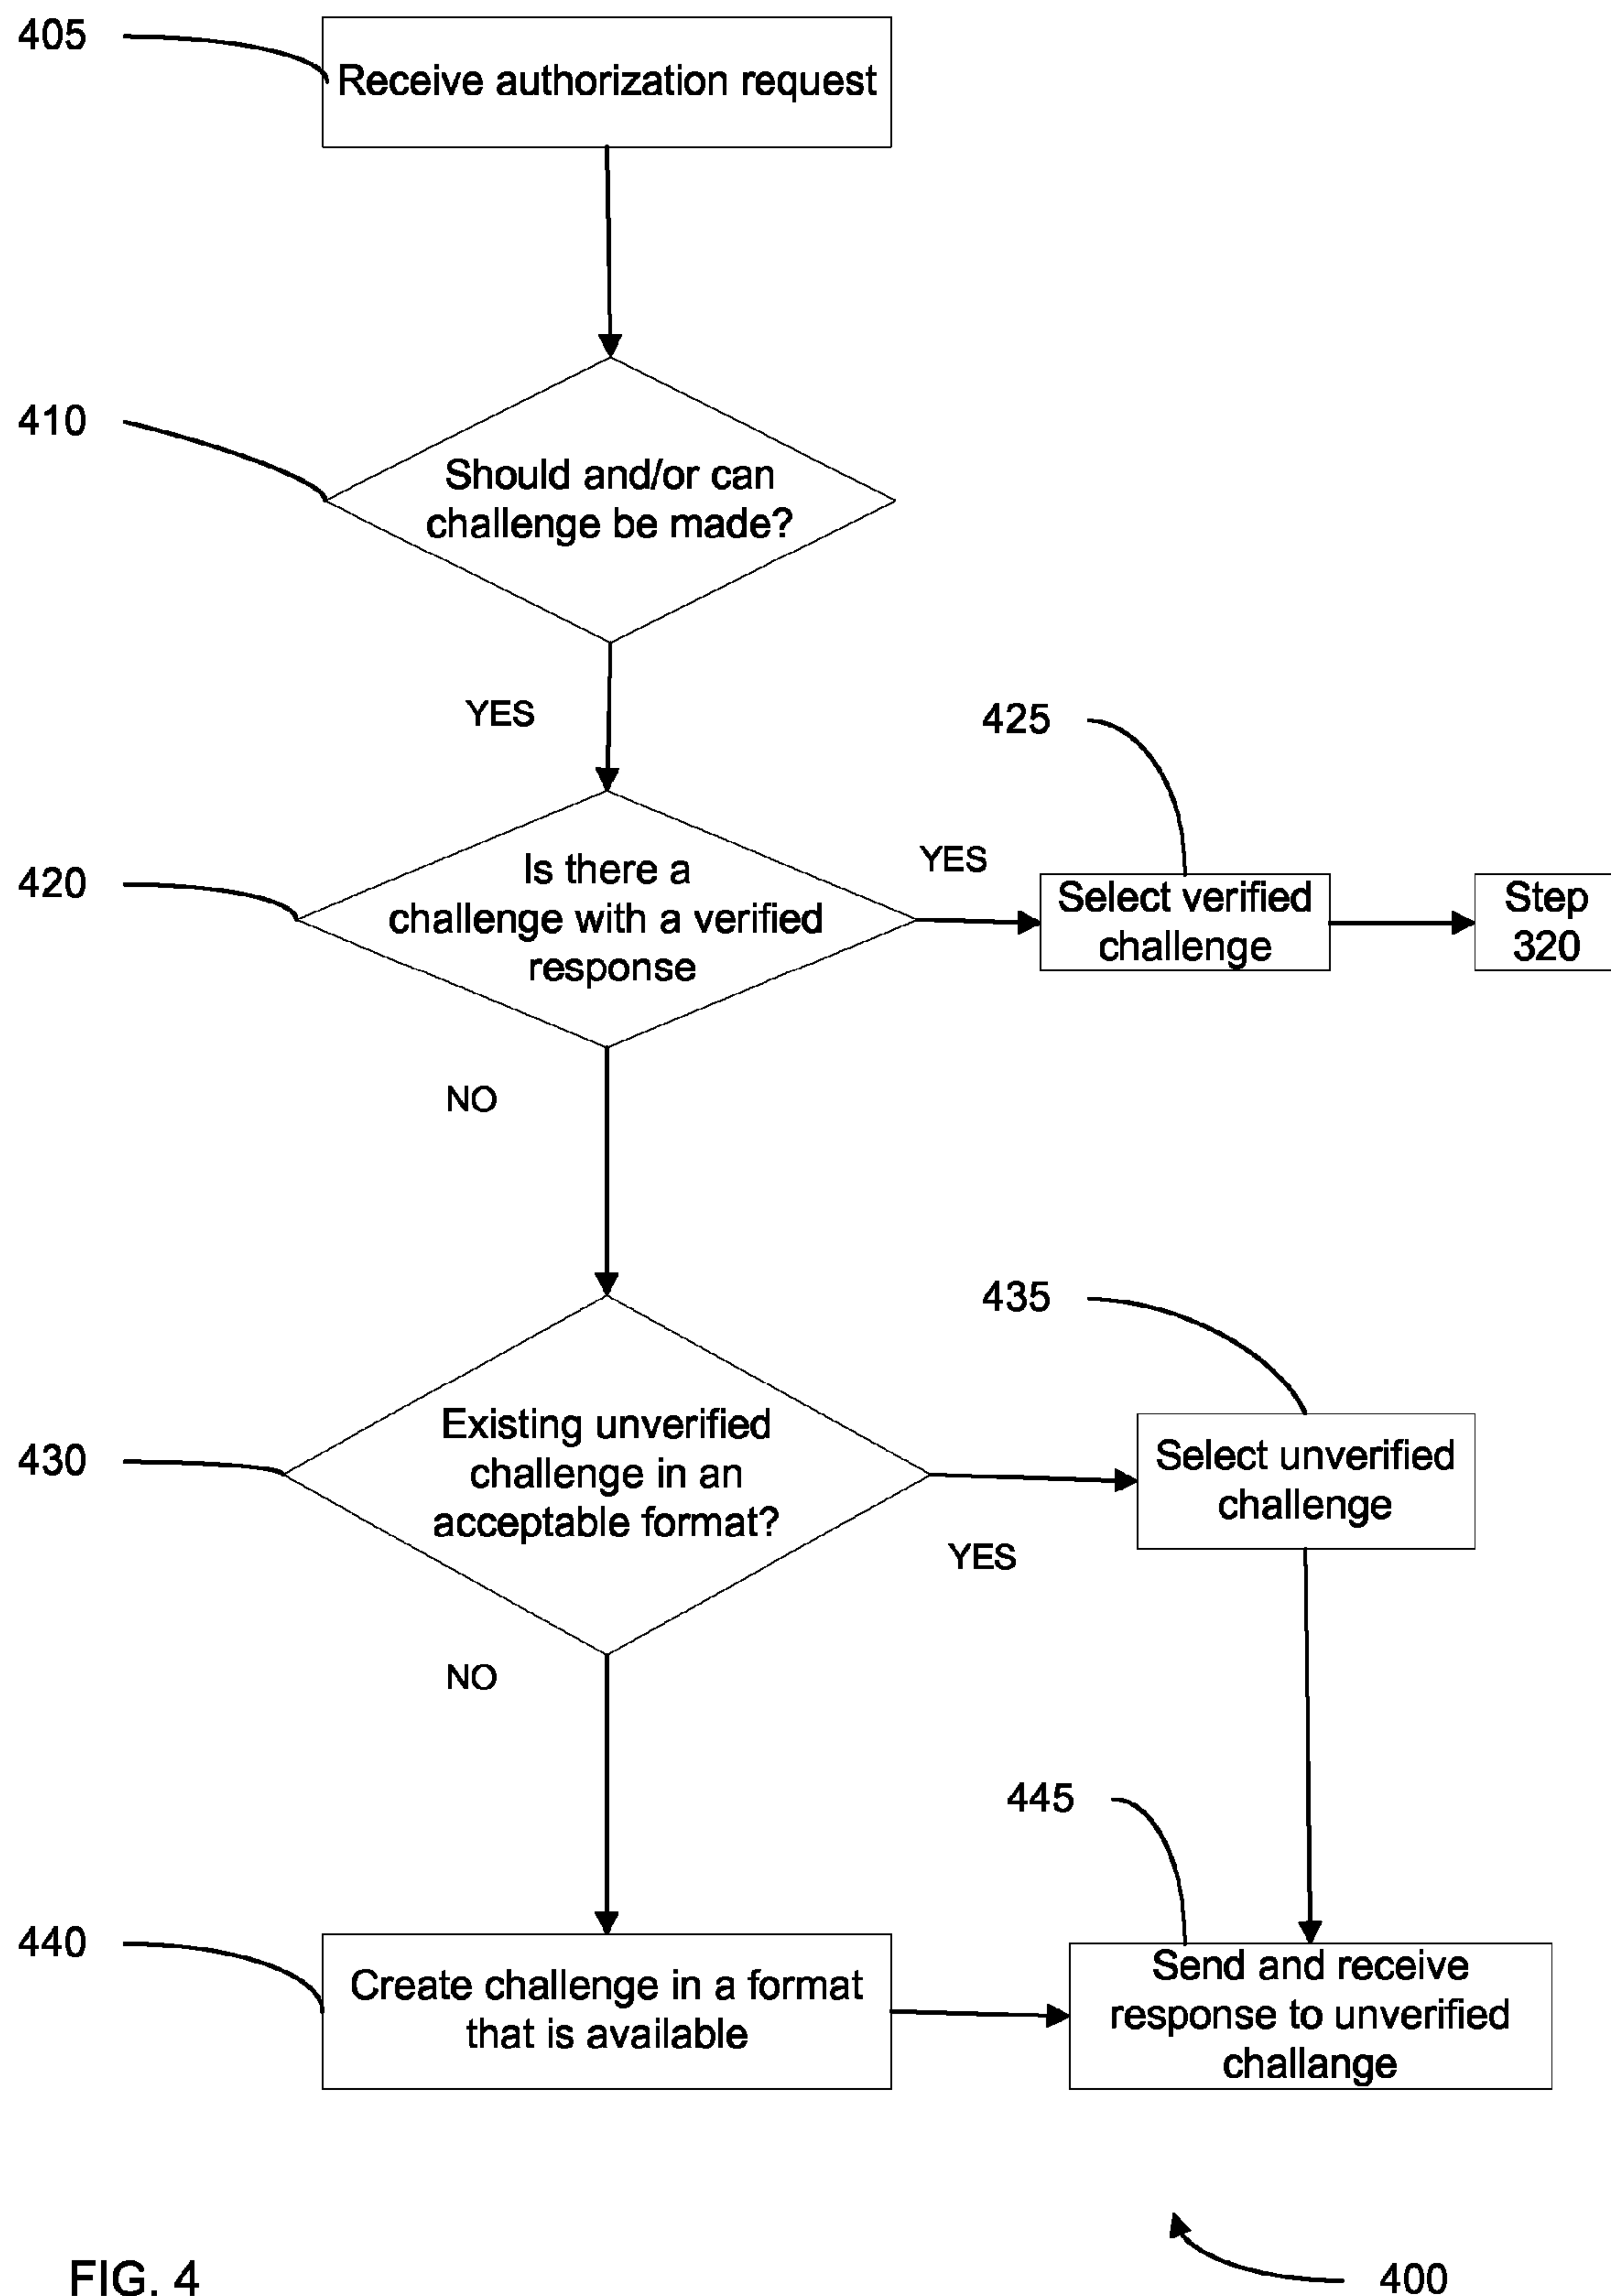 405
Receive authorization request
410
Should and/or can
challenge be made?
YES
425
420
Is there a
challenge with a verified
response
YES
Select verified
challenge
Step
320
NO
435
430
Existing unverified
challenge in an
acceptable format?
YES
Select unverified
challenge
NO
445
440
Create challenge in a format
that is available
Send and receive
response to unverified
challange
FIG. 4
400